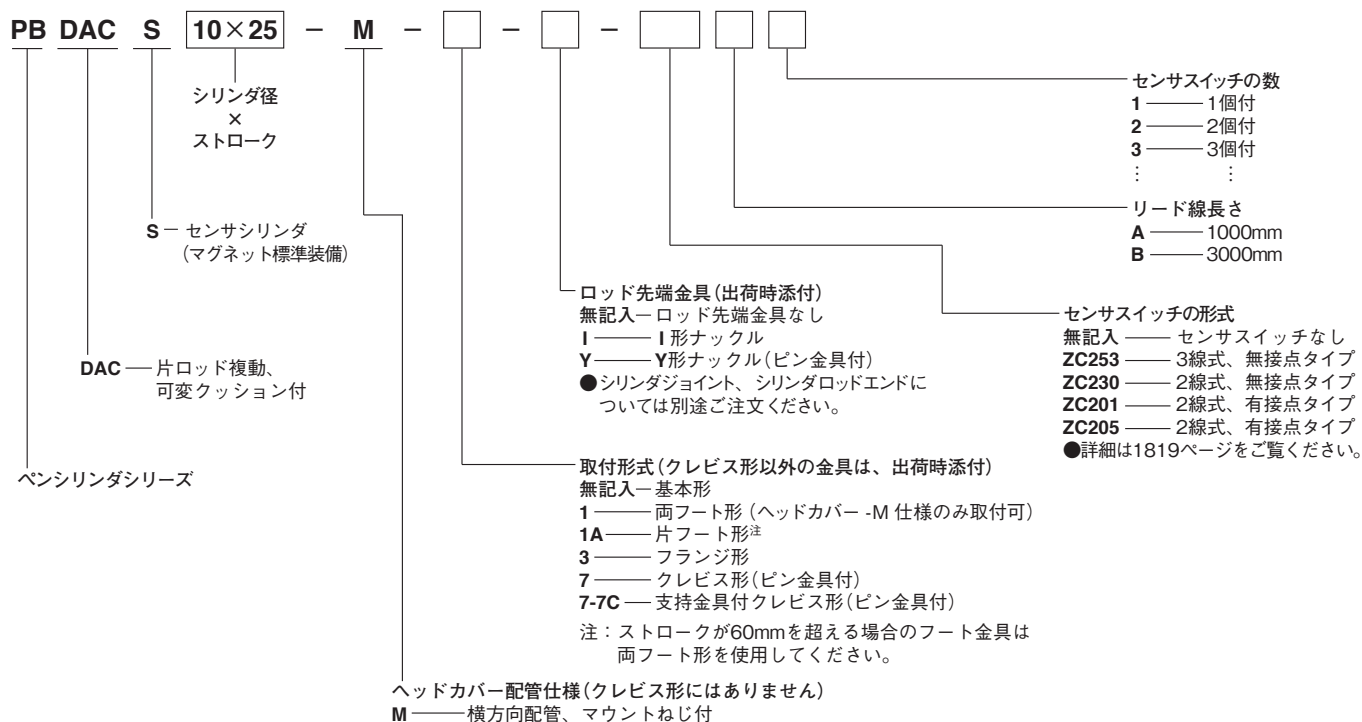 PB DAC S 10×25 － M － － －
シリンダ径
×
ストローク
センサスイッチの数
1 —— 1個付
2 —— 2個付
3 —— 3個付
⋮ ⋮
リード線長さ
A —— 1000mm
B —— 3000mm
S — センサシリンダ
(マグネット標準装備)
ロッド先端金具(出荷時添付)
無記入—ロッド先端金具なし
I —— I 形ナックル
Y —— Y形ナックル(ピン金具付)
●シリンダジョイント、シリンダロッドエンドに
ついては別途ご注文ください。
センサスイッチの形式
無記入 —— センサスイッチなし
ZC253 —— 3線式、無接点タイプ
ZC230 —— 2線式、無接点タイプ
ZC201 —— 2線式、有接点タイプ
ZC205 —— 2線式、有接点タイプ
●詳細は1819ページをご覧ください。
DAC — 片ロッド複動、
可変クッション付
ペンシリンダシリーズ
取付形式(クレビス形以外の金具は、出荷時添付)
無記入—基本形
1 —— 両フート形(ヘッドカバー -M 仕様のみ取付可)
1A —— 片フート形注
3 —— フランジ形
7 —— クレビス形(ピン金具付)
7-7C — 支持金具付クレビス形(ピン金具付)
注：ストロークが60mmを超える場合のフート金具は
両フート形を使用してください。
ヘッドカバー配管仕様(クレビス形にはありません)
M —— 横方向配管、マウントねじ付